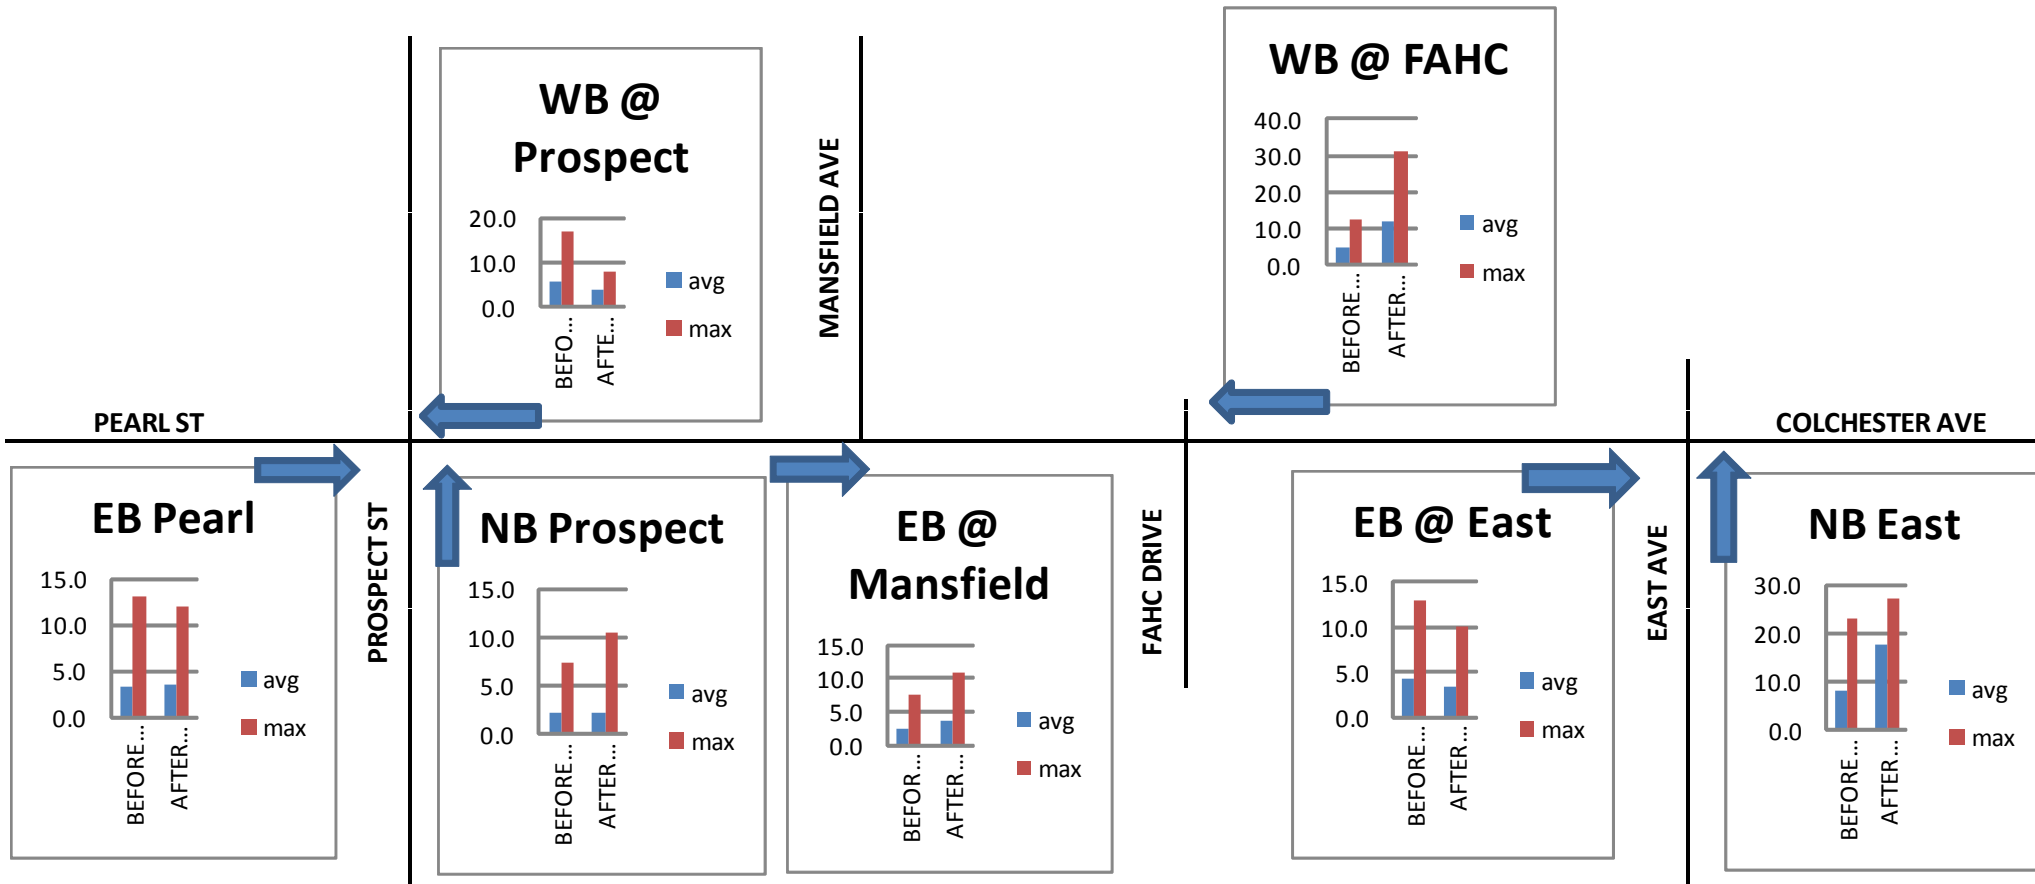 WB @
Prospect
20.0
10.0
0.0
BEFO...
AFTE...
avg
max
MANSFIELD AVE
WB @ FAHC
40.0
30.0
20.0
10.0
0.0
BEFORE...
AFTER...
avg
max
PEARL ST
COLCHESTER AVE
EB Pearl
15.0
10.0
5.0
0.0
BEFORE...
AFTER...
avg
max
PROSPECT ST
NB Prospect
15.0
10.0
5.0
0.0
BEFORE...
AFTER...
avg
max
EB @
Mansfield
15.0
10.0
5.0
0.0
BEFOR...
AFTER...
avg
max
FAHC DRIVE
EB @ East
15.0
10.0
5.0
0.0
BEFORE...
AFTER...
avg
max
EAST AVE
NB East
30.0
20.0
10.0
0.0
BEFORE...
AFTER...
avg
max